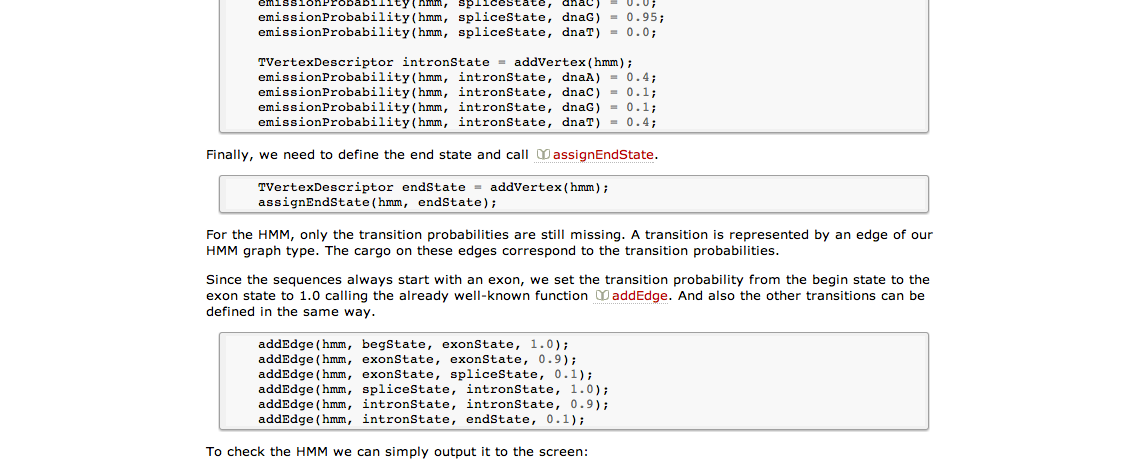 emissionProbability(hmm, spliceState, dnaC) = 0.0;
emissionProbability(hmm, spliceState, dnaG) = 0.95;
emissionProbability(hmm, spliceState, dnaT) = 0.0;
TVertexDescriptor intronState = addVertex(hmm);
emissionProbability(hmm, intronState, dnaA) = 0.4;
emissionProbability(hmm, intronState, dnaC) = 0.1;
emissionProbability(hmm, intronState, dnaG) = 0.1;
emissionProbability(hmm, intronState, dnaT) = 0.4;
Finally, we need to define the end state and call assignEndState.
TVertexDescriptor endState = addVertex(hmm);
assignEndState(hmm, endState);
For the HMM, only the transition probabilities are still missing. A transition is represented by an edge of our
HMM graph type. The cargo on these edges correspond to the transition probabilities.
Since the sequences always start with an exon, we set the transition probability from the begin state to the
exon state to 1.0 calling the already well-known function addEdge. And also the other transitions can be
defined in the same way.
addEdge(hmm, begState, exonState, 1.0);
addEdge(hmm, exonState, exonState, 0.9);
addEdge(hmm, exonState, spliceState, 0.1);
addEdge(hmm, spliceState, intronState, 1.0);
addEdge(hmm, intronState, intronState, 0.9);
addEdge(hmm, intronState, endState, 0.1);
To check the HMM we can simply output it to the screen: